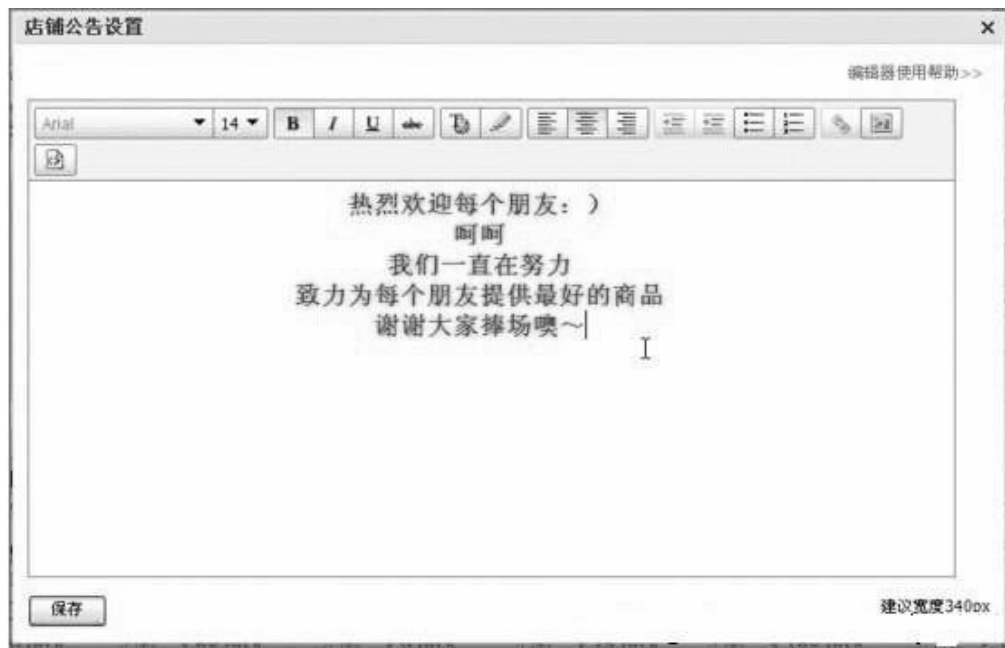 店铺公告设置
编辑器使用帮助>>
Arial 14 B I U abc
热烈欢迎每个朋友：）
呵呵
我们一直在努力
致力为每个朋友提供最好的商品
谢谢大家捧场噢～
保存
建议宽度340px